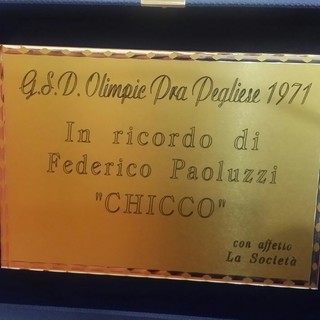 G.S.D. Olimpic Pra Pegliese 1971
In ricordo di
Federico Paoluzzi
"CHICCO"
con affetto
La Società